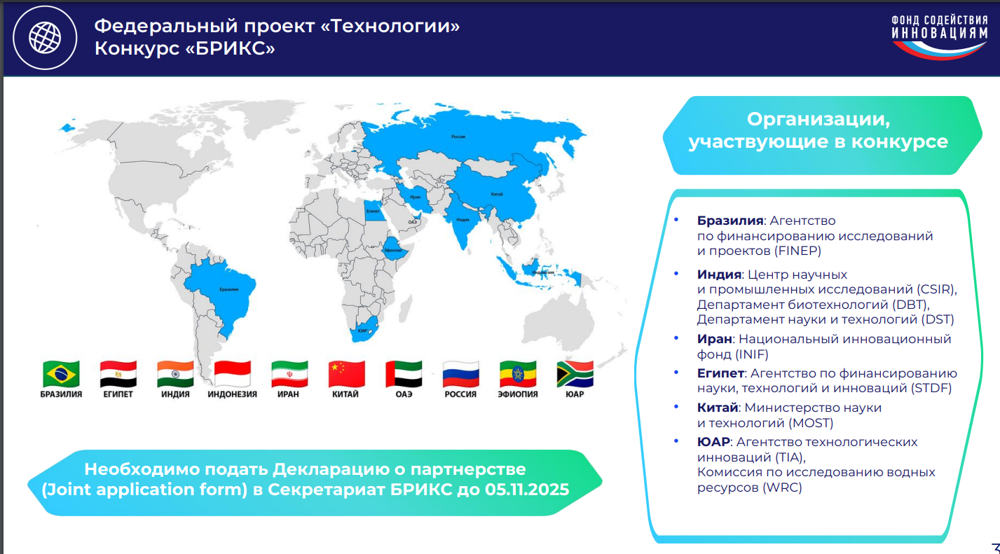 Федеральный проект «Технологии»
Конкурс «БРИКС»
ФОНД СОДЕЙСТВИЯ
ИННОВАЦИЯМ
Организации,
участвующие в конкурсе
Россия
Китай
Иран
Египет
ОАЭ
Индия
Эфиопия
Индонезия
Бразилия
ЮАР
БРАЗИЛИЯ
ЕГИПЕТ
ИНДИЯ
ИНДОНЕЗИЯ
ИРАН
КИТАЙ
ОАЭ
РОССИЯ
ЭФИОПИЯ
ЮАР
Необходимо подать Декларацию о партнерстве
(Joint application form) в Секретариат БРИКС до 05.11.2025
• Бразилия: Агентство
по финансированию исследований
и проектов (FINEP)
• Индия: Центр научных
и промышленных исследований (CSIR),
Департамент биотехнологий (DBT),
Департамент науки и технологий (DST)
• Иран: Национальный инновационный
фонд (INIF)
• Египет: Агентство по финансированию
науки, технологий и инноваций (STDF)
• Китай: Министерство науки
и технологий (MOST)
• ЮАР: Агентство технологических
инноваций (TIA),
Комиссия по исследованию водных
ресурсов (WRC)
3